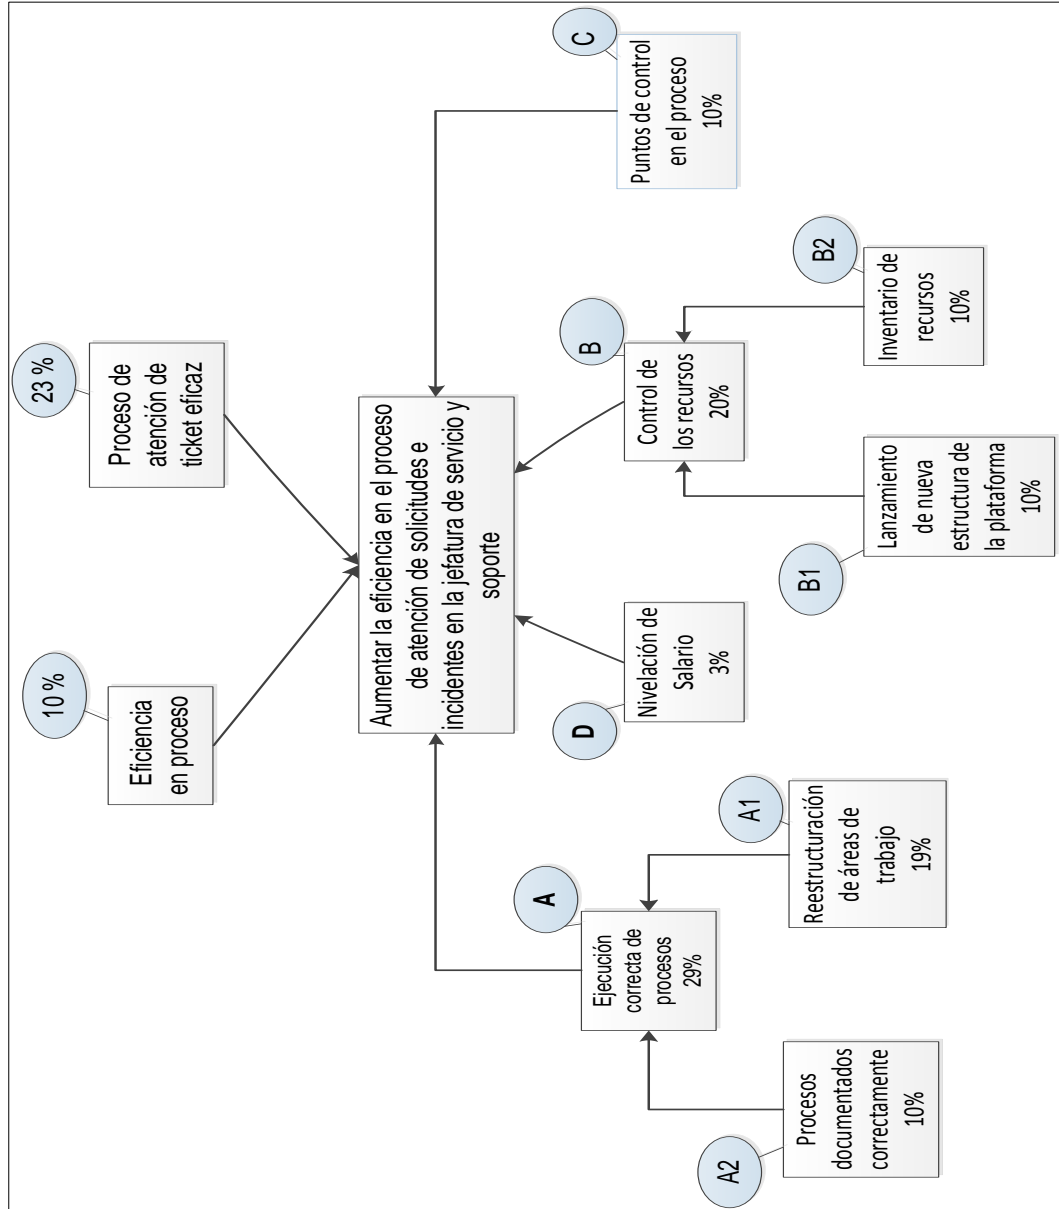 10 %
Eficiencia
en proceso
23 %
Proceso de
atención de
ticket eficaz
Aumentar la eficiencia en el proceso
de atención de solicitudes e
incidentes en la jefatura de servicio y
soporte
A
Ejecución
correcta de
procesos
29%
D
Nivelación de
Salario
3%
B
Control de
los recursos
20%
C
Puntos de control
en el proceso
10%
A2
Procesos
documentados
correctamente
10%
A1
Reestructuración
de áreas de
trabajo
19%
B1
Lanzamiento
de nueva
estructura de
la plataforma
10%
B2
Inventario de
recursos
10%